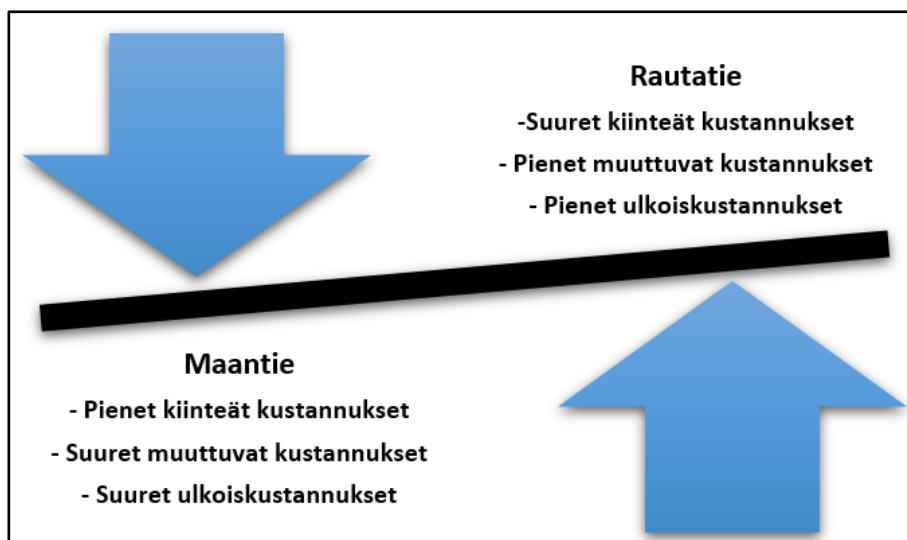 Rautatie
-Suuret kiinteät kustannukset
- Pienet muuttuvat kustannukset
- Pienet ulkoiskustannukset
Maantie
- Pienet kiinteät kustannukset
- Suuret muuttuvat kustannukset
- Suuret ulkoiskustannukset